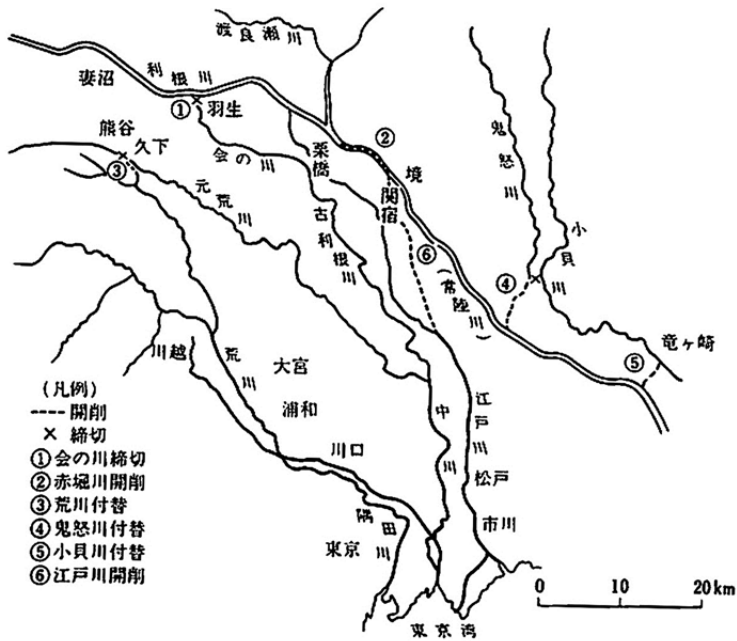 渡良瀬川
妻沼
利根川
①
羽生
②
熊谷
久下
③
会の川
栗橋
境
関宿
鬼怒川
小貝川
元荒川
古利根川
⑥
(常陸川)
④
⑤
竜ヶ崎
川越
荒川
大宮
浦和
川口
中川
江戸川
松戸
市川
隅田川
東京
東京湾
(凡例)
開削
× 締切
①会の川締切
②赤堀川開削
③荒川付替
④鬼怒川付替
⑤小貝川付替
⑥江戸川開削
0 10 20km